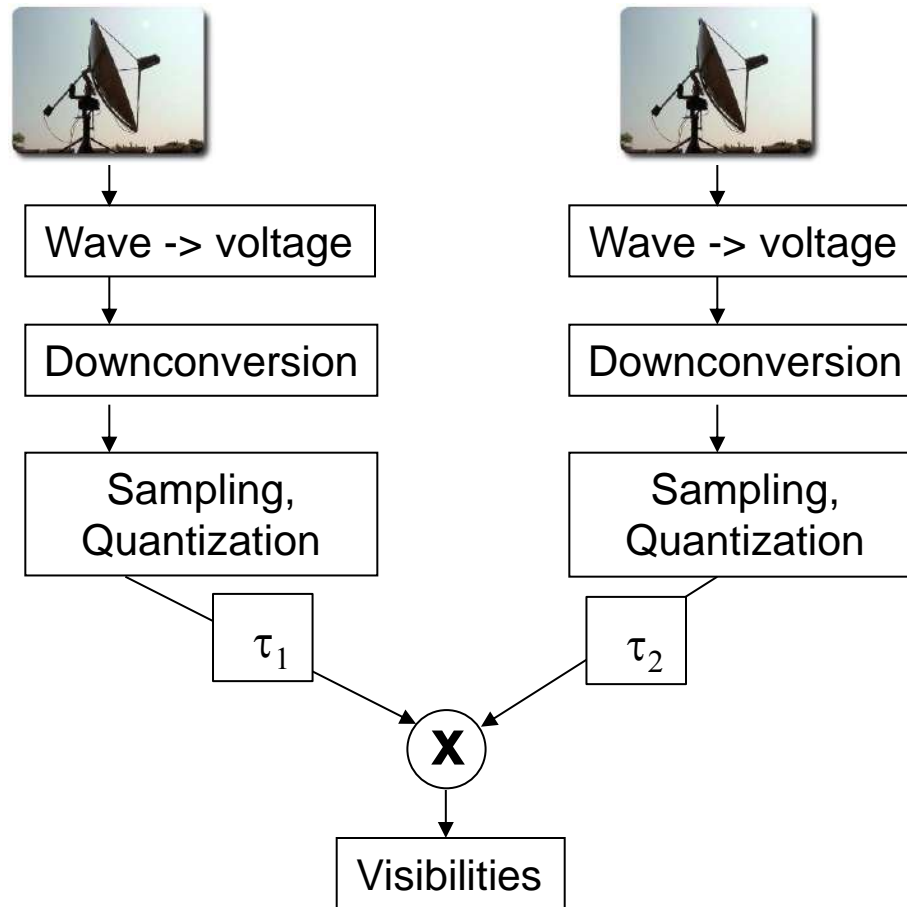 Wave -> voltage
Wave -> voltage
Downconversion
Downconversion
Sampling,
Quantization
Sampling,
Quantization
τ1
τ2
X
Visibilities